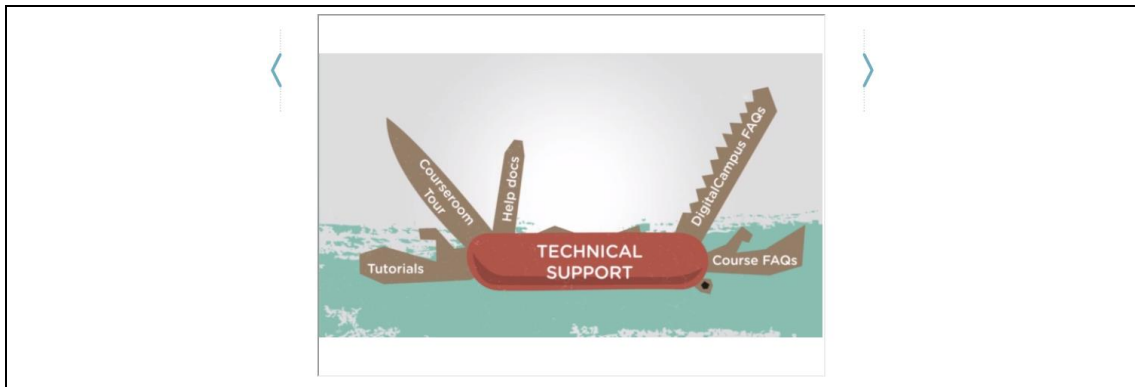 Courseroom
Tour
Help docs
DigitalCampus FAQs
TECHNICAL
SUPPORT
Tutorials
Course FAQs